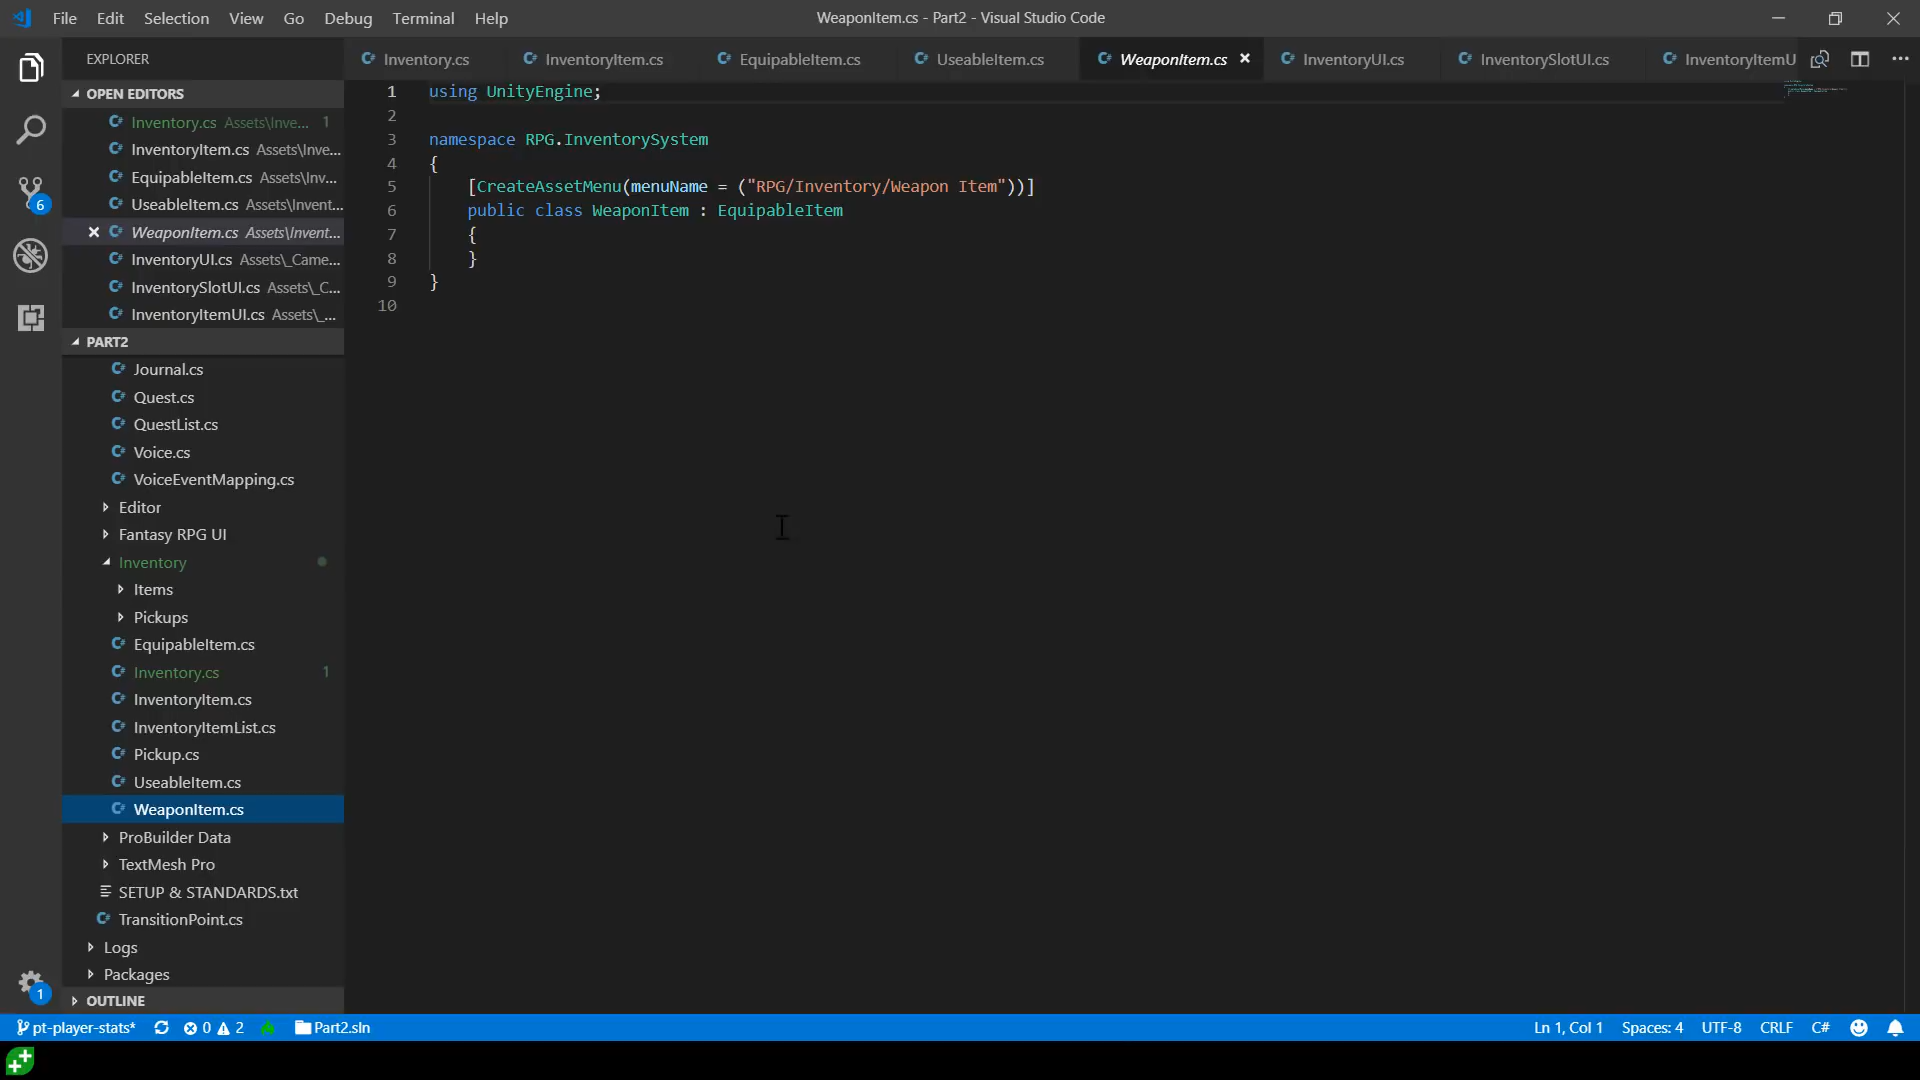 File Edit Selection View Go Debug Terminal Help
WeaponItem.cs - Part2 - Visual Studio Code
EXPLORER
Inventory.cs InventoryItem.cs EquipableItem.cs UseableItem.cs WeaponItem.cs InventoryUI.cs InventorySlotUI.cs InventoryItemU
OPEN EDITORS
Inventory.cs Assets\Inve... 1
InventoryItem.cs Assets\Inve...
EquipableItem.cs Assets\Inv...
UseableItem.cs Assets\Invent...
WeaponItem.cs Assets\Invent...
InventoryUI.cs Assets\_Came...
InventorySlotUI.cs Assets\_C...
InventoryItemUI.cs Assets\_...
PART2
Journal.cs
Quest.cs
QuestList.cs
Voice.cs
VoiceEventMapping.cs
Editor
Fantasy RPG UI
Inventory
Items
Pickups
EquipableItem.cs
Inventory.cs 1
InventoryItem.cs
InventoryItemList.cs
Pickup.cs
UseableItem.cs
WeaponItem.cs
ProBuilder Data
TextMesh Pro
SETUP & STANDARDS.txt
TransitionPoint.cs
Logs
Packages
OUTLINE
6
1
1 using UnityEngine;
2
3 namespace RPG.InventorySystem
4 {
5 [CreateAssetMenu(menuName = ("RPG/Inventory/Weapon Item"))]
6 public class WeaponItem : EquipableItem
7 {
8 }
9 }
10
pt-player-stats* 0 2 Part2.sln
Ln 1, Col 1 Spaces: 4 UTF-8 CRLF C#